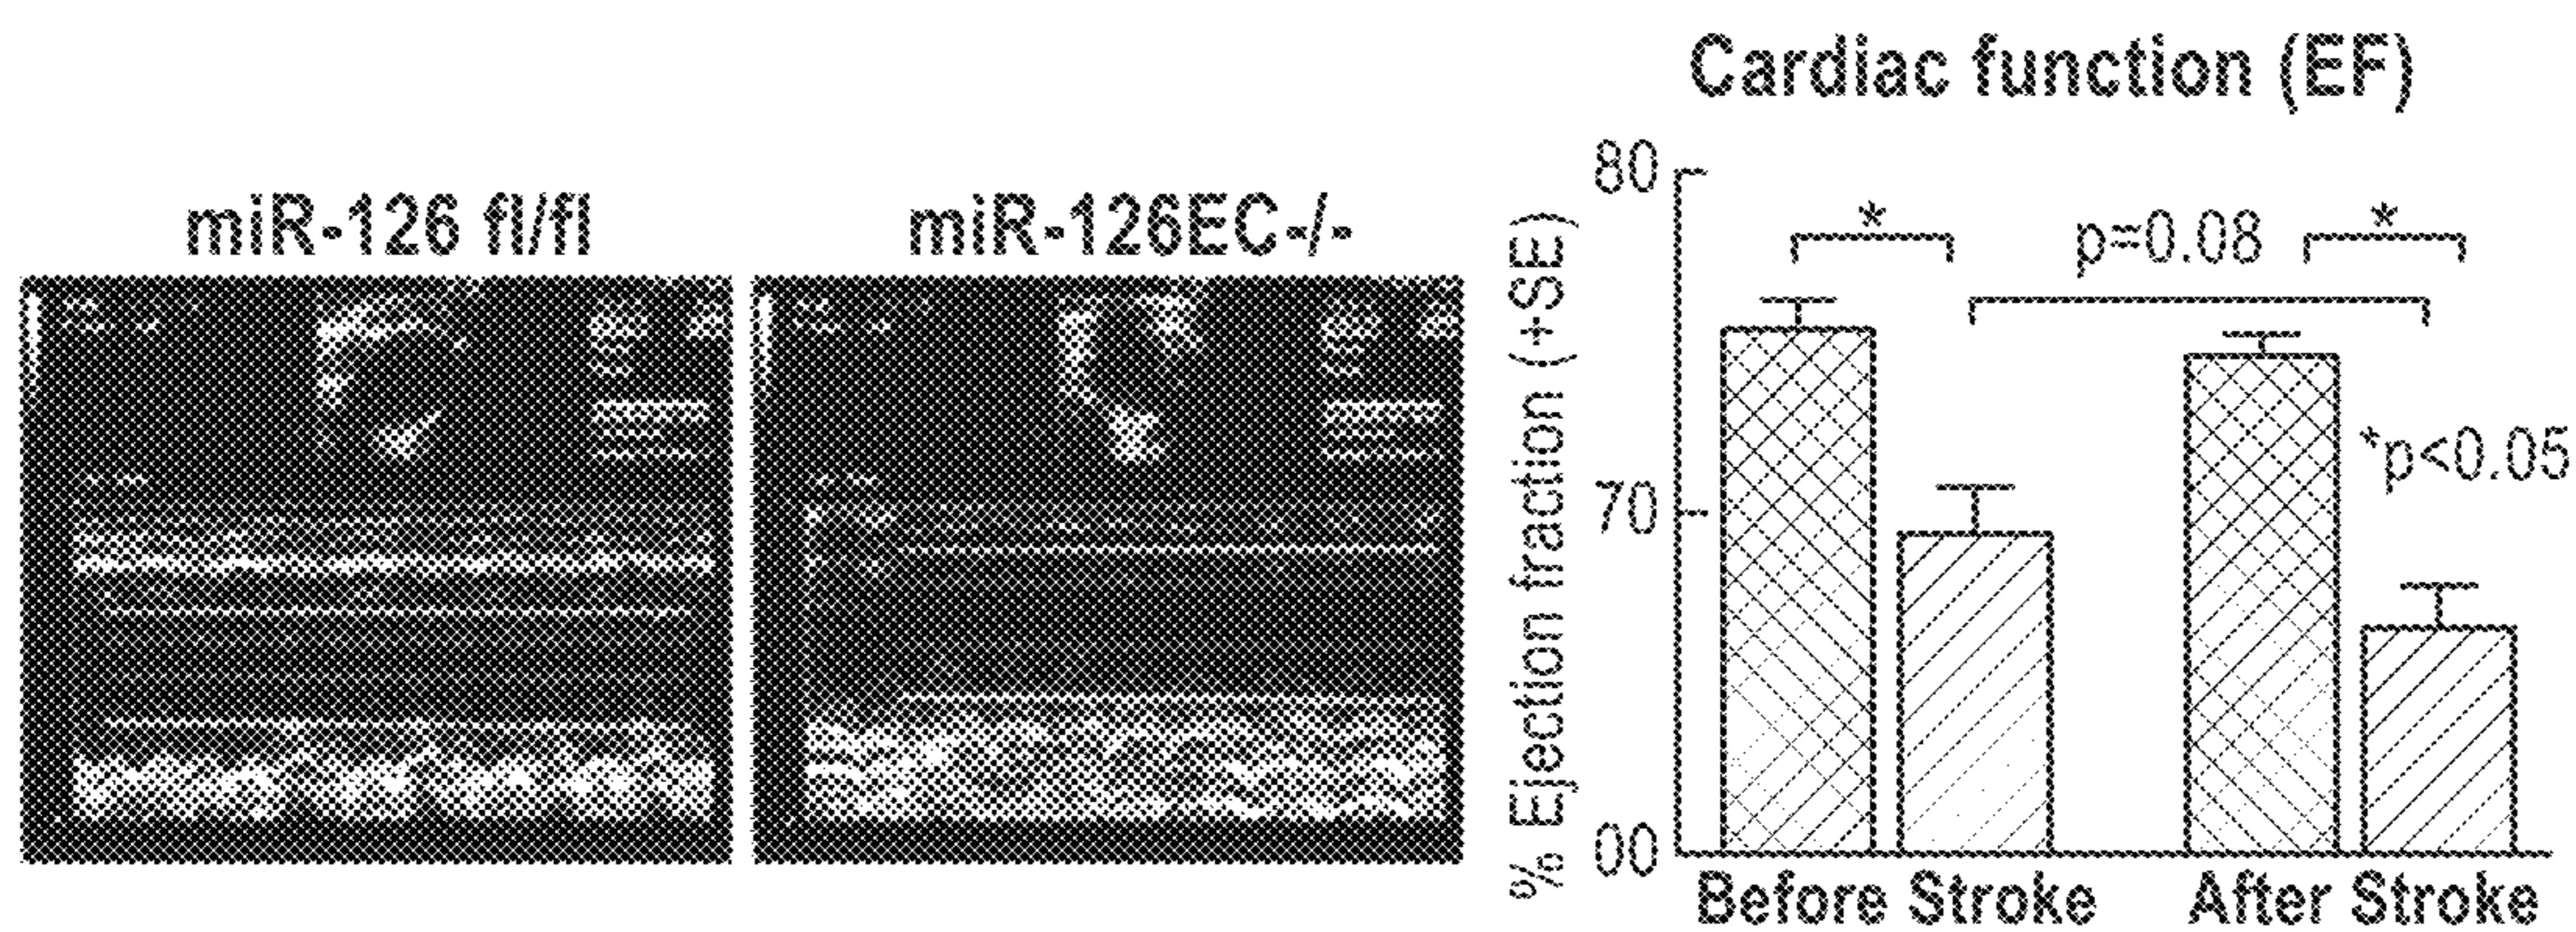 miR-126 fl/fl
miR-126EC-/-
Cardiac function (EF)
% Ejection fraction (+SE)
80
70
00
*
p=0.08
*
*p<0.05
Before Stroke
After Stroke